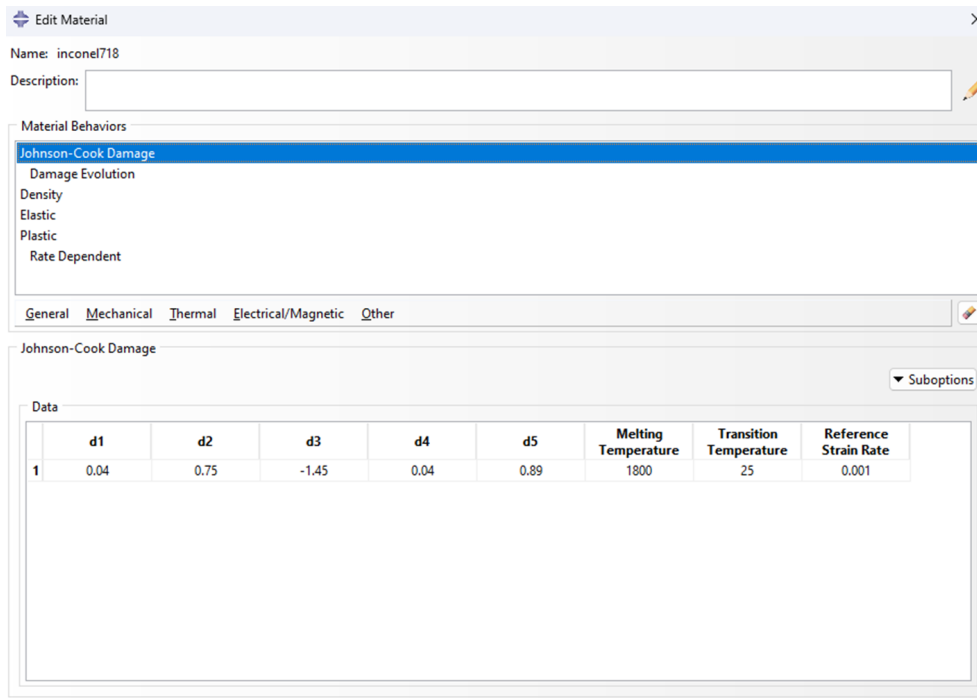 Edit Material
Name: inconel718
Description:
Material Behaviors
Johnson-Cook Damage
Damage Evolution
Density
Elastic
Plastic
Rate Dependent
General Mechanical Thermal Electrical/Magnetic Other
Johnson-Cook Damage
Suboptions
Data
d1 d2 d3 d4 d5 Melting Temperature Transition Temperature Reference Strain Rate
1 0.04 0.75 -1.45 0.04 0.89 1800 25 0.001